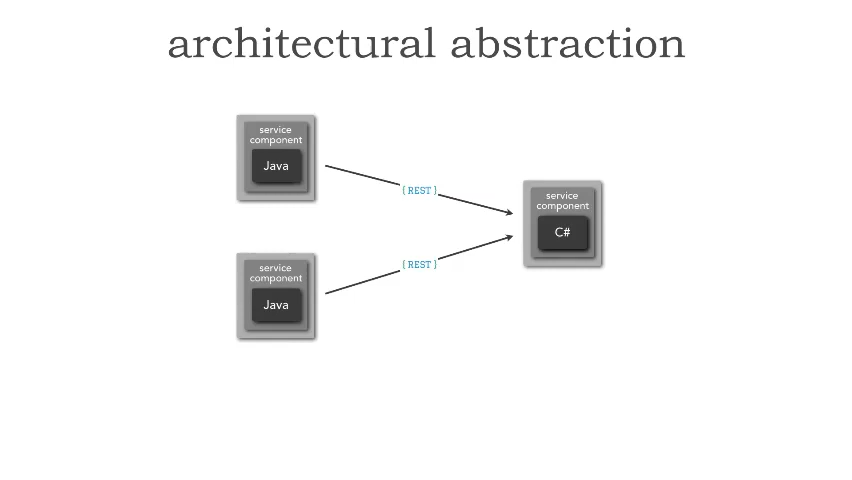 architectural abstraction
service
component
Java
{REST}
service
component
C#
{REST}
service
component
Java